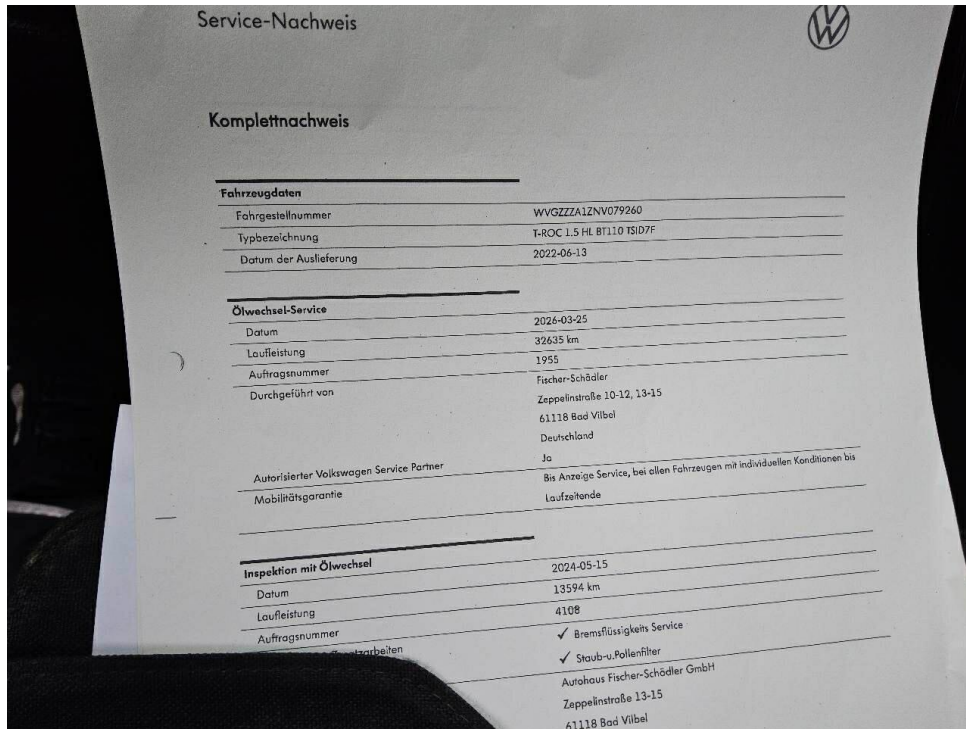 Service-Nachweis
Komplettnachweis
Fahrzeugdaten
Fahrgestellnummer WVGZZZA1ZNV079260
Typbezeichnung T-ROC 1.5 HL BT110 TSID7F
Datum der Auslieferung 2022-06-13
Ölwechsel-Service
Datum 2026-03-25
Laufleistung 32635 km
Auftragsnummer 1955
Durchgeführt von Fischer-Schädler
Zeppelinstraße 10-12, 13-15
61118 Bad Vilbel
Deutschland
Autorisierter Volkswagen Service Partner Ja
Mobilitätsgarantie Bis Anzeige Service, bei allen Fahrzeugen mit individuellen Konditionen bis
Laufzeitende
Inspektion mit Ölwechsel
Datum 2024-05-15
Laufleistung 13594 km
Auftragsnummer 4108
✓ Bremsflüssigkeits Service
✓ Staub-u.Pollenfilter
Autohaus Fischer-Schädler GmbH
Zeppelinstraße 13-15
61118 Bad Vilbel